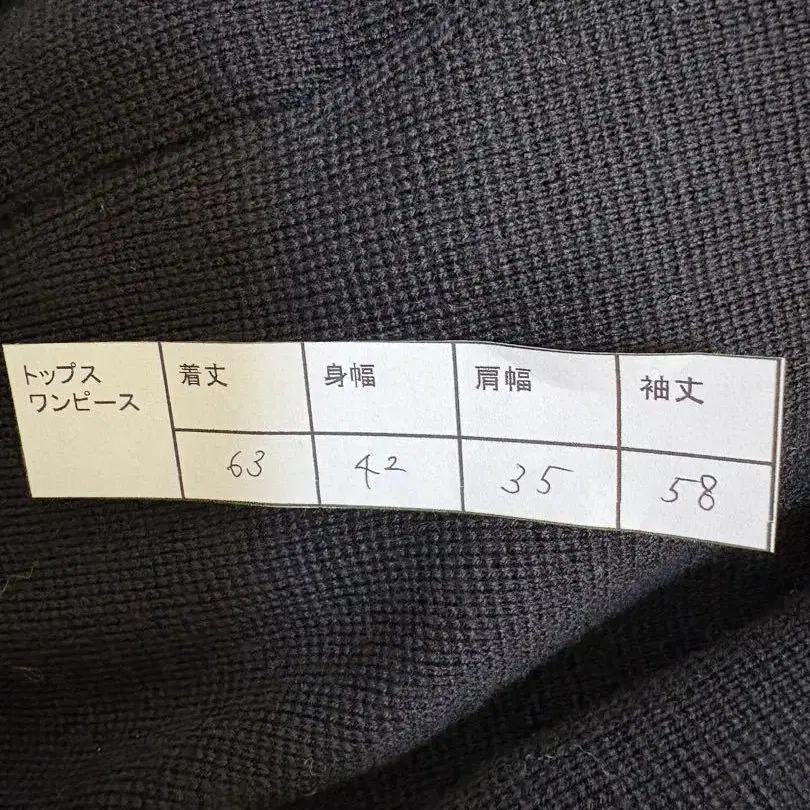 トップス
ワンピース
着丈 身幅 肩幅 袖丈
63 42 35 58